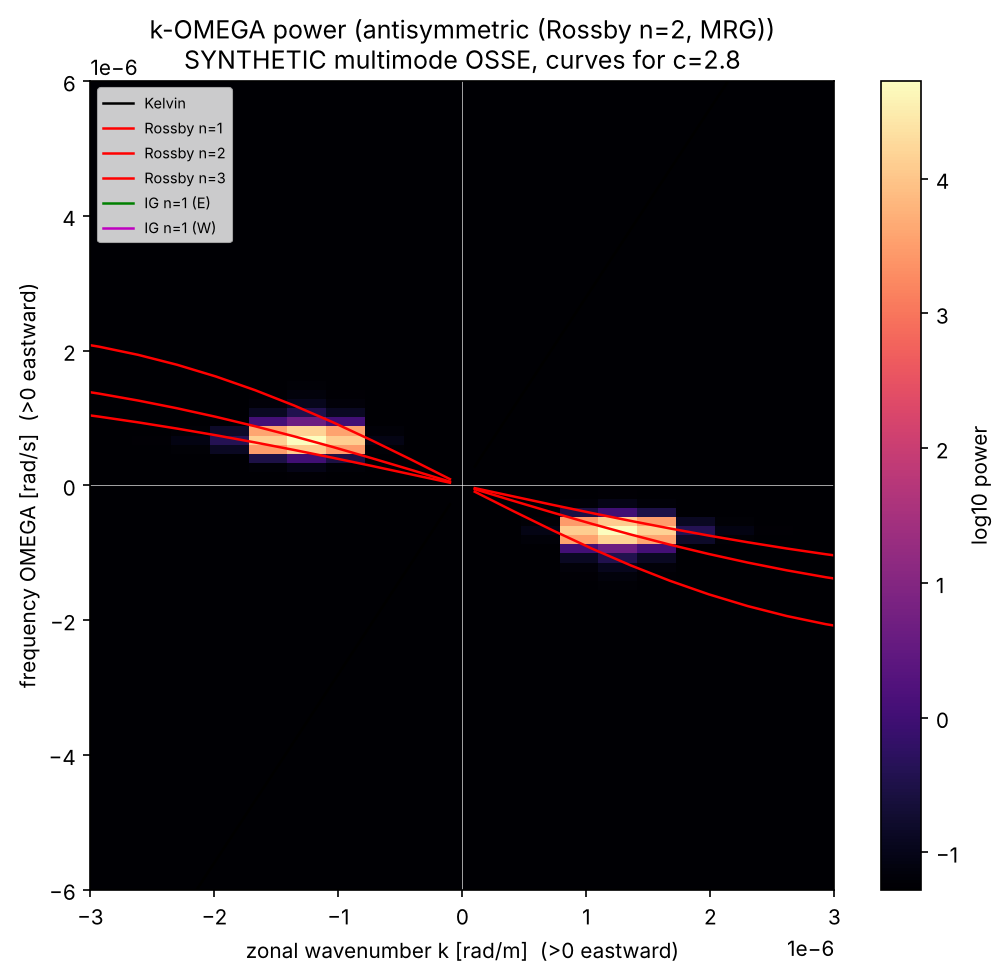 k-OMEGA power (antisymmetric (Rossby n=2, MRG))
SYNTHETIC multimode OSSE, curves for c=2.8
1e−6
6
4
2
0
−2
−4
−6
frequency OMEGA [rad/s]  (>0 eastward)
Kelvin
Rossby n=1
Rossby n=2
Rossby n=3
IG n=1 (E)
IG n=1 (W)
−3
−2
−1
0
1
2
3
1e−6
zonal wavenumber k [rad/m]  (>0 eastward)
4
3
2
1
0
−1
log10 power